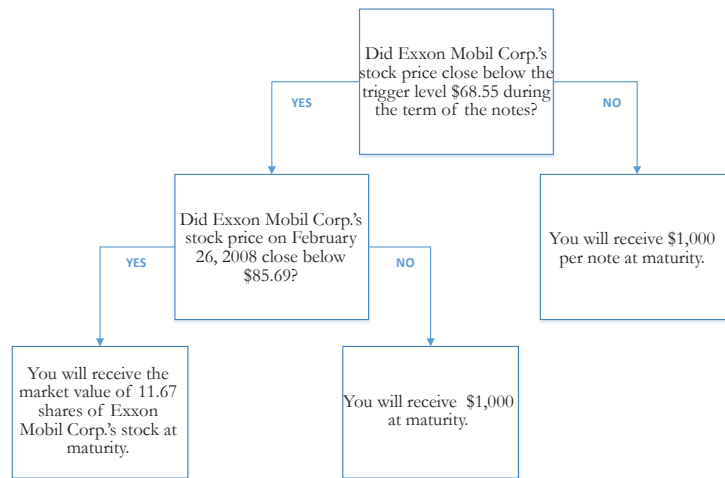 Did Exxon Mobil Corp.'s
stock price close below the
trigger level $68.55 during
the term of the notes?
YES
NO
Did Exxon Mobil Corp.'s
stock price on February
26, 2008 close below
$85.69?
You will receive $1,000
per note at maturity.
YES
NO
You will receive the
market value of 11.67
shares of Exxon
Mobil Corp.'s stock at
maturity.
You will receive $1,000
at maturity.